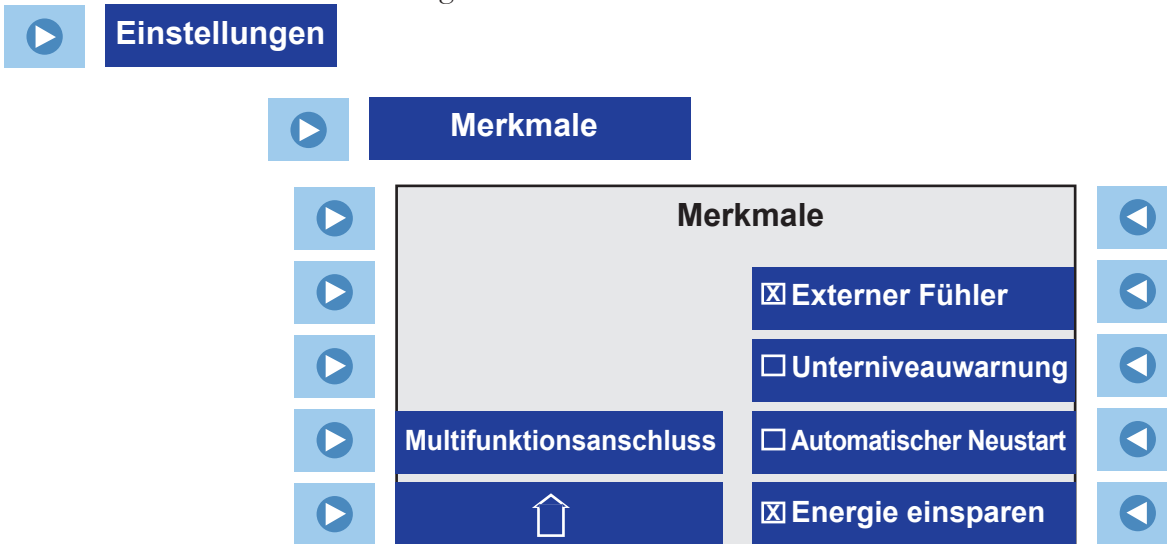 Einstellungen
Merkmale
Merkmale
☒ Externer Fühler
☐ Unterniveauwarnung
Multifunktionsanschluss
☐ Automatischer Neustart
☒ Energie einsparen